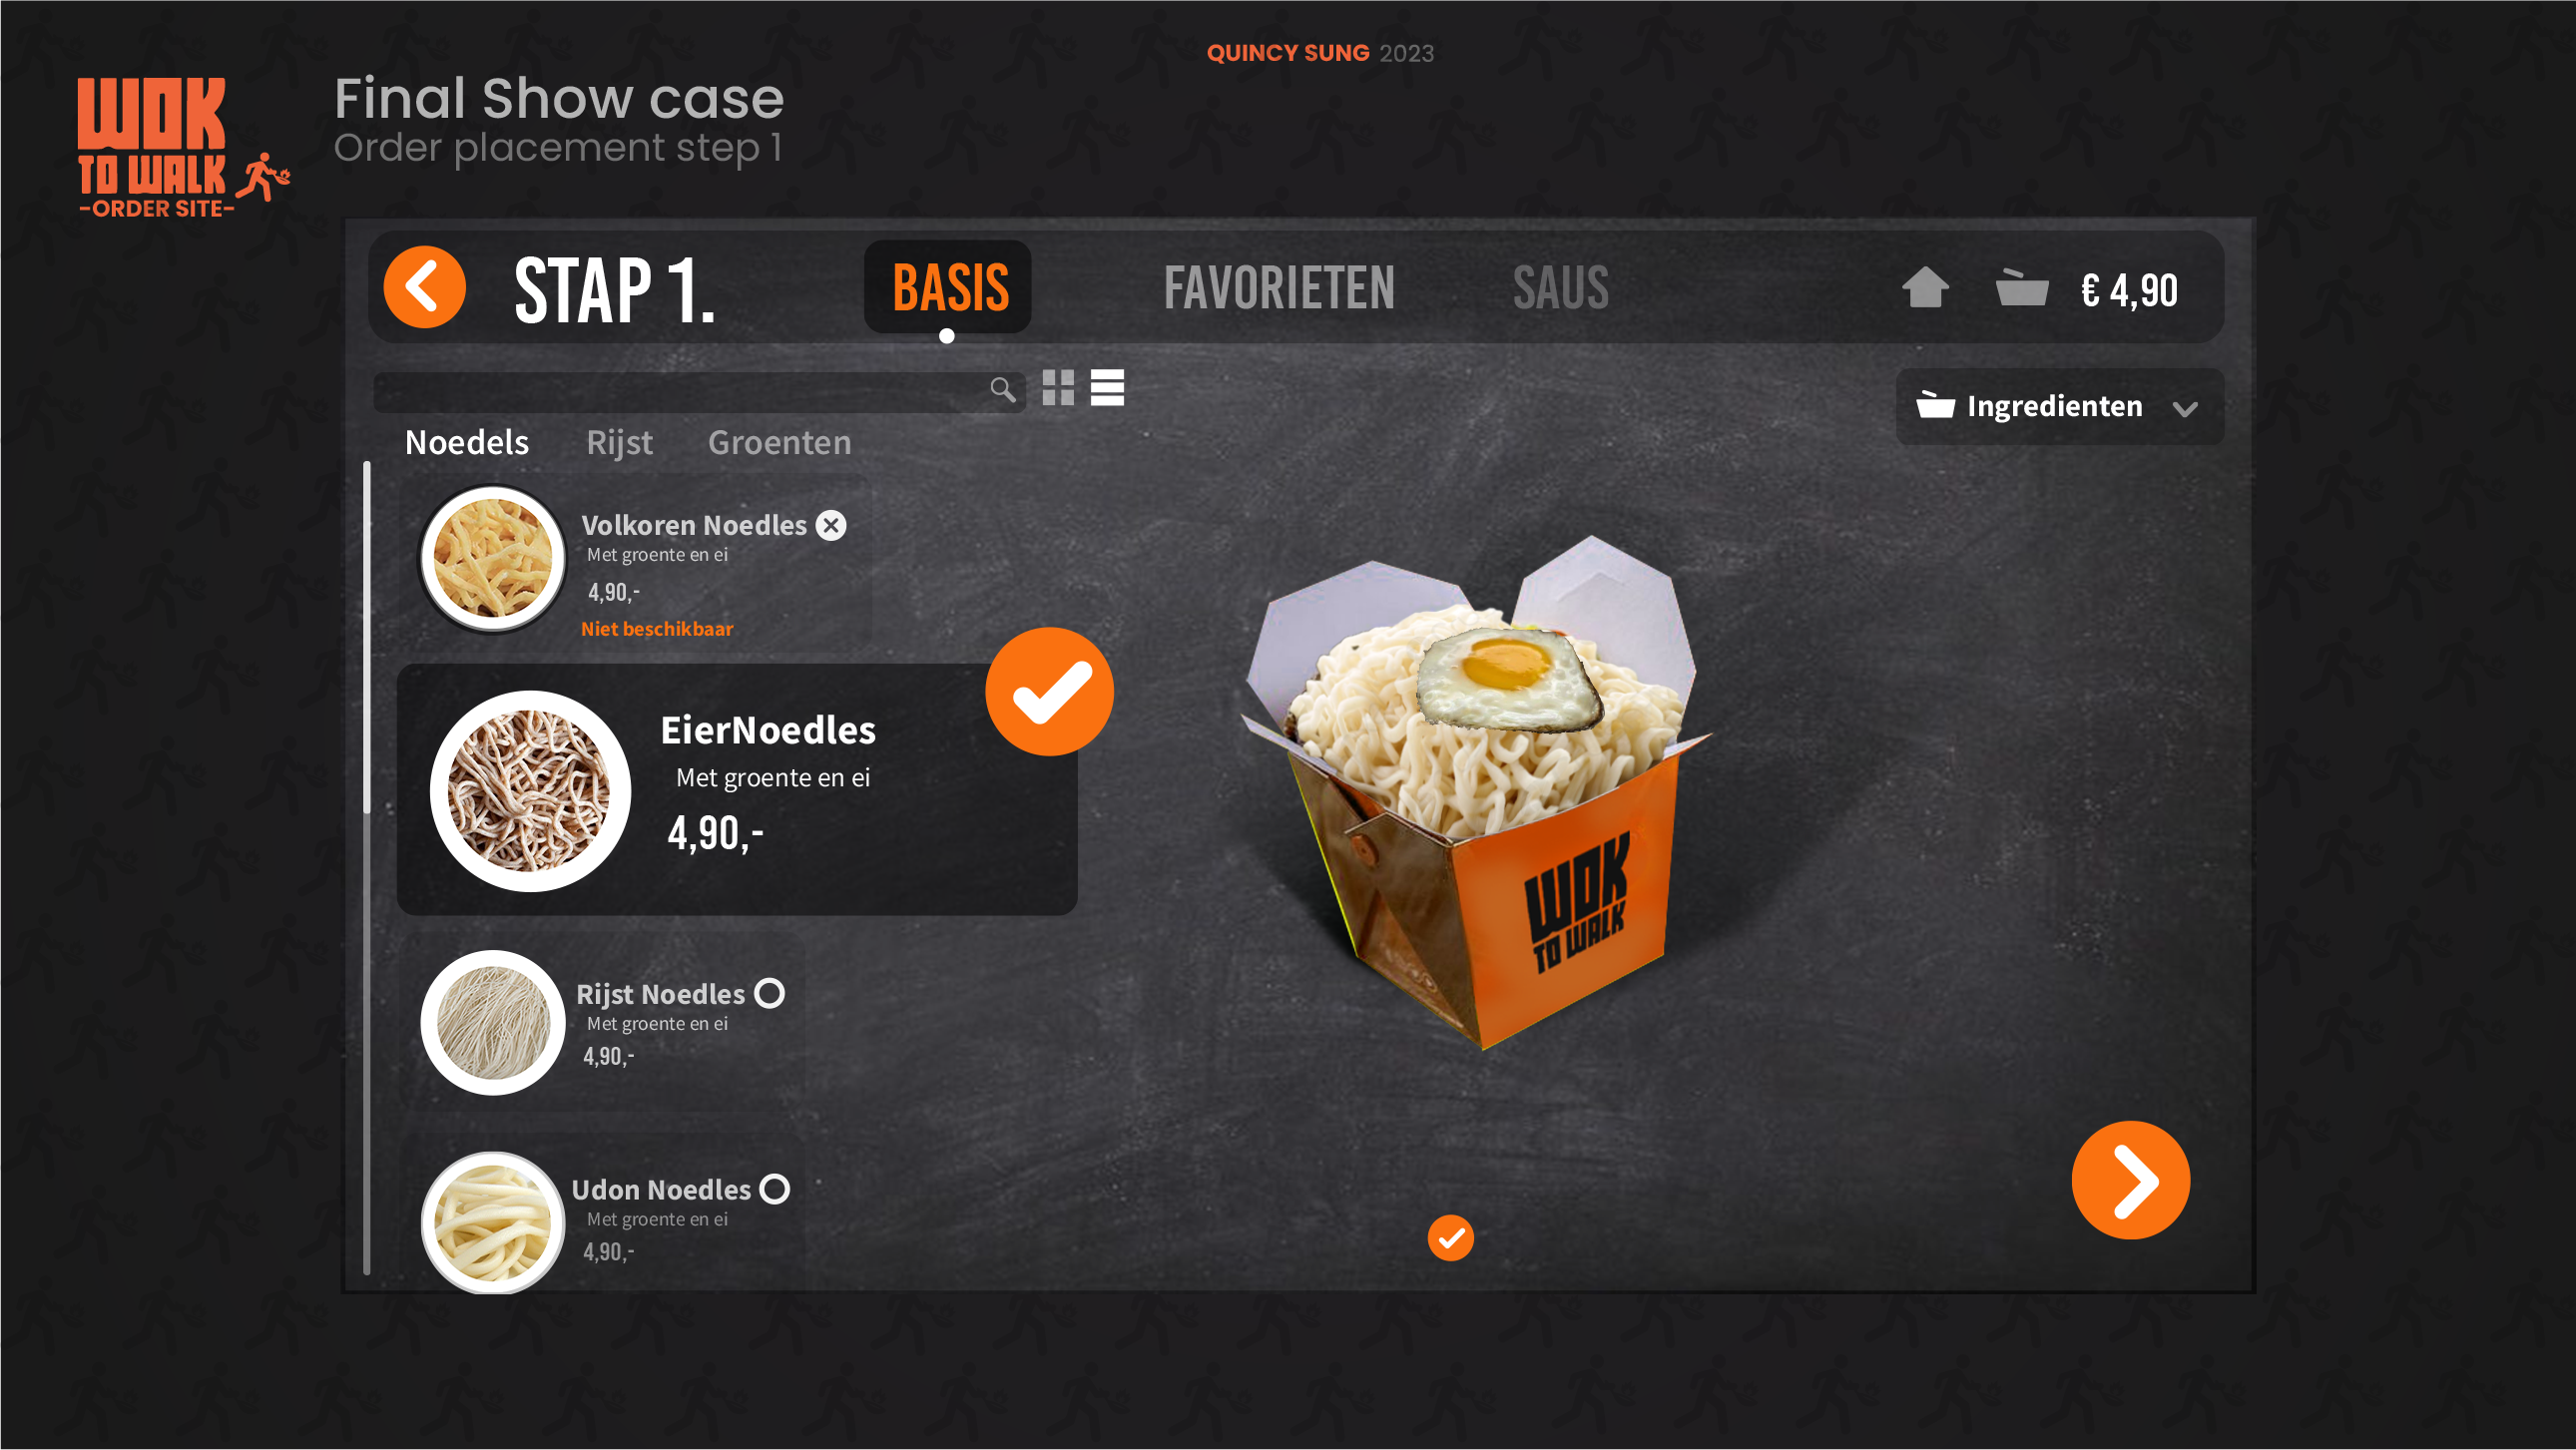 QUINCY SUNG 2023
WOK
TO WALK
-ORDER SITE-
Final Show case
Order placement step 1
STAP 1.
BASIS
FAVORIETEN
SAUS
€ 4,90
Ingredienten
Noedels
Rijst
Groenten
Volkoren Noedles
Met groente en ei
4,90,-
Niet beschikbaar
EierNoedles
Met groente en ei
4,90,-
Rijst Noedles
Met groente en ei
4,90,-
Udon Noedles
Met groente en ei
4,90,-
WOK
TO WALK